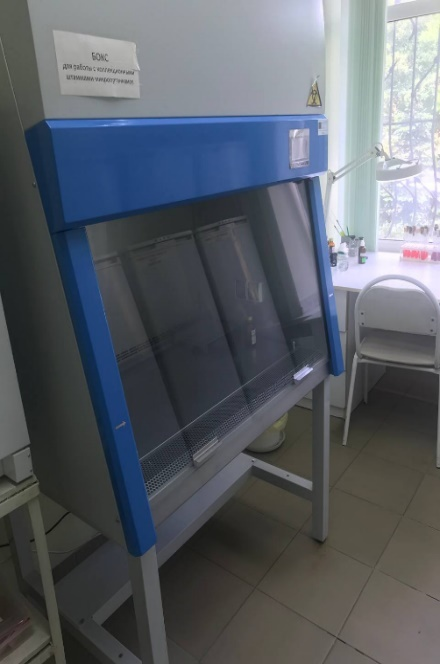 БОКС
для работы с коллекционными
штаммами микроорганизмов